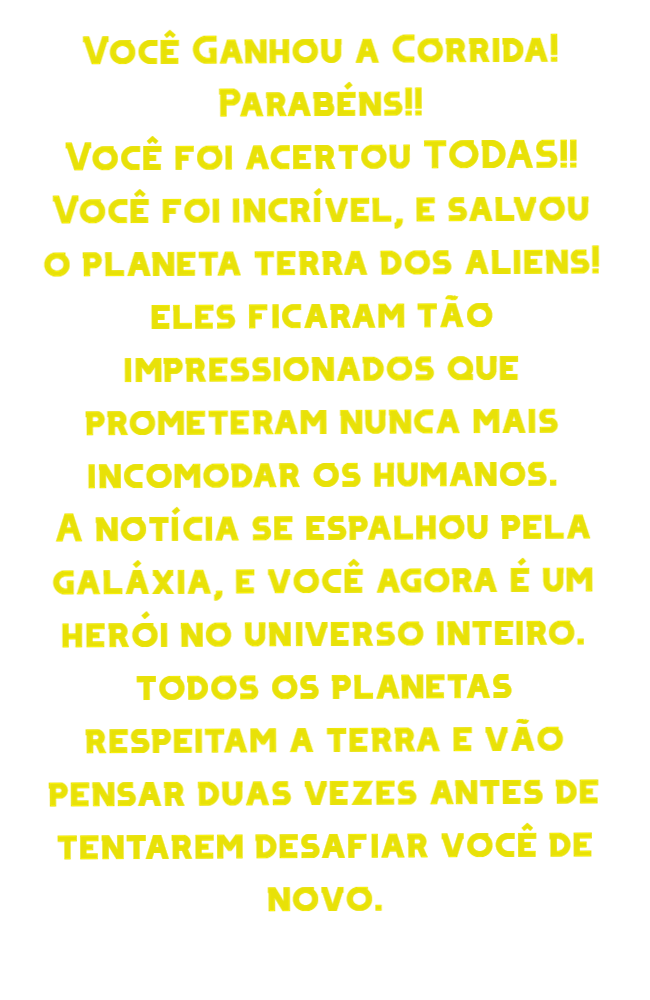 Você Ganhou a Corrida!
Parabéns!!
Você foi acertou TODAS!!
Você foi incrível, e salvou
o planeta terra dos aliens!
eles ficaram tão
impressionados que
prometeram nunca mais
incomodar os humanos.
A notícia se espalhou pela
galáxia, e você agora é um
herói no universo inteiro.
todos os planetas
respeitam a terra e vão
pensar duas vezes antes de
tentarem desafiar você de
novo.